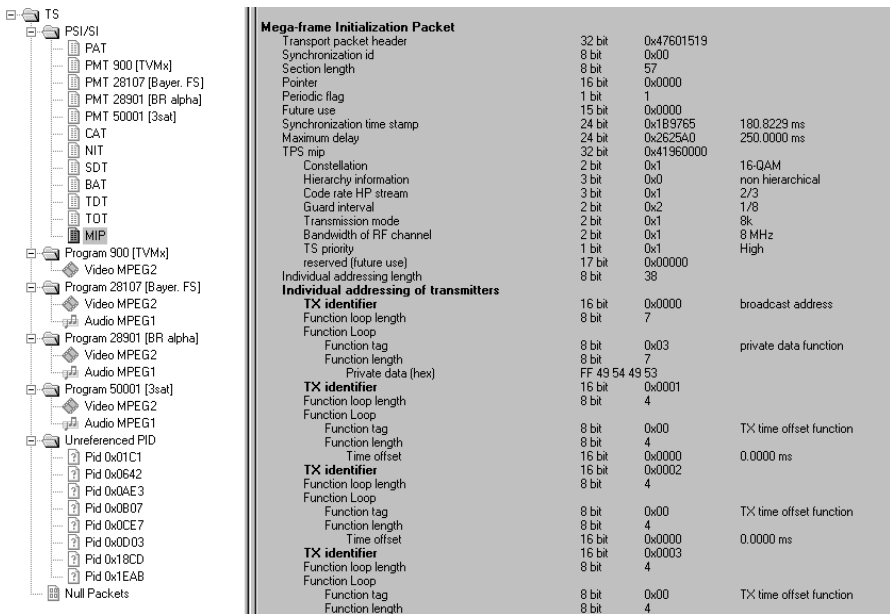 TS
PSI/SI
PAT
PMT 900 [TVMx]
PMT 28107 [Bayer. FS]
PMT 28901 [BR alpha]
PMT 50001 [3sat]
CAT
NIT
SDT
BAT
TDT
TOT
MIP
Program 900 [TVMx]
Video MPEG2
Program 28107 [Bayer. FS]
Video MPEG2
Audio MPEG1
Program 28901 [BR alpha]
Video MPEG2
Audio MPEG1
Program 50001 [3sat]
Video MPEG2
Audio MPEG1
Unreferenced PID
Pid 0x01C1
Pid 0x0642
Pid 0x0AE3
Pid 0x0B07
Pid 0x0CE7
Pid 0x0D03
Pid 0x18CD
Pid 0x1EAB
Null Packets
Mega-frame Initialization Packet
Transport packet header 32 bit 0x47601519
Synchronization id 8 bit 0x00
Section length 8 bit 57
Pointer 16 bit 0x0000
Periodic flag 1 bit 1
Future use 15 bit 0x0000
Synchronization time stamp 24 bit 0x1B9765 180.8229 ms
Maximum delay 24 bit 0x2625A0 250.0000 ms
TPS mip 32 bit 0x41960000
Constellation 2 bit 0x1 16-QAM
Hierarchy information 3 bit 0x0 non hierarchical
Code rate HP stream 3 bit 0x1 2/3
Guard interval 2 bit 0x2 1/8
Transmission mode 2 bit 0x1 8k
Bandwidth of RF channel 2 bit 0x1 8 MHz
TS priority 1 bit 0x1 High
reserved (future use) 17 bit 0x00000
Individual addressing length 8 bit 38
Individual addressing of transmitters
TX identifier 16 bit 0x0000 broadcast address
Function loop length 8 bit 7
Function Loop
Function tag 8 bit 0x03 private data function
Function length 8 bit 7
Private data (hex) FF 49 54 49 53
TX identifier 16 bit 0x0001
Function loop length 8 bit 4
Function Loop
Function tag 8 bit 0x00 TX time offset function
Function length 8 bit 4
Time offset 16 bit 0x0000 0.0000 ms
TX identifier 16 bit 0x0002
Function loop length 8 bit 4
Function Loop
Function tag 8 bit 0x00 TX time offset function
Function length 8 bit 4
Time offset 16 bit 0x0000 0.0000 ms
TX identifier 16 bit 0x0003
Function loop length 8 bit 4
Function Loop
Function tag 8 bit 0x00 TX time offset function
Function length 8 bit 4